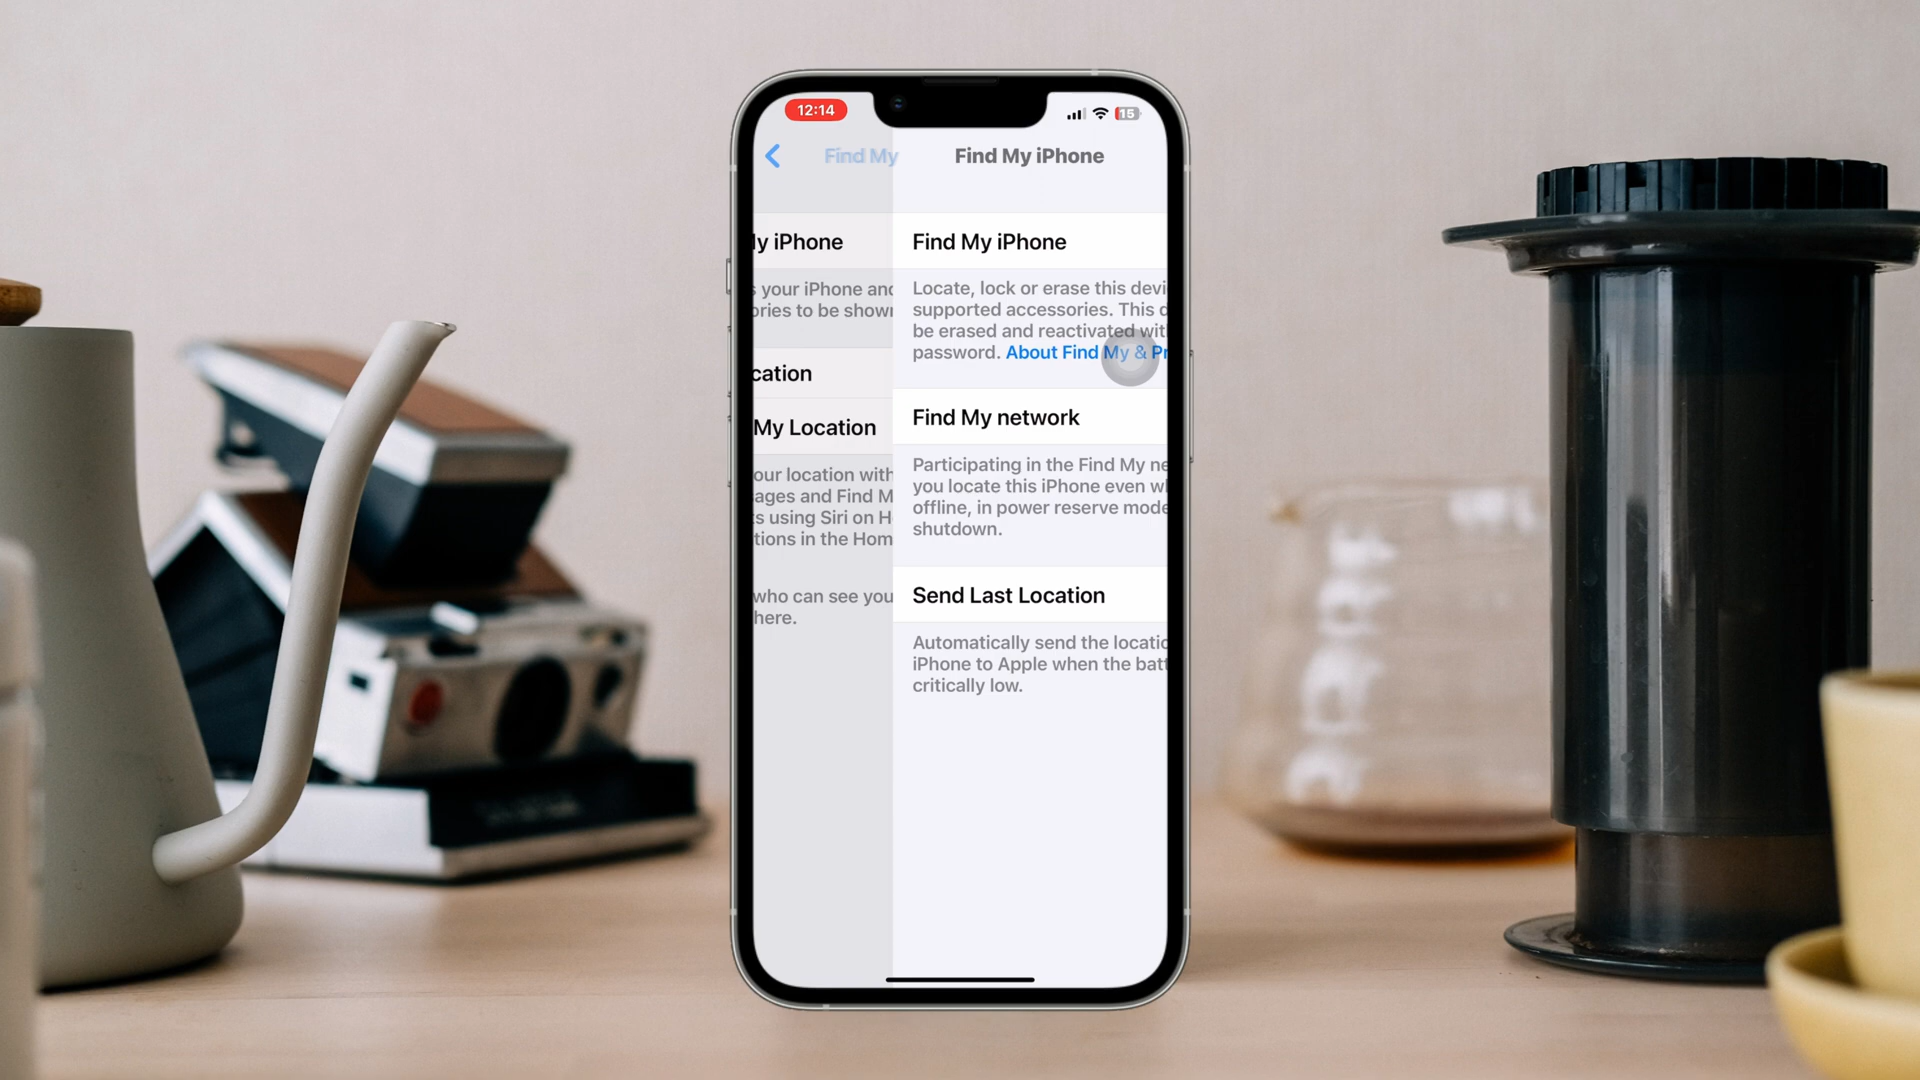 12:14
15
Find My
Find My iPhone
y iPhone
s your iPhone and
ories to be shown
cation
My Location
our location with
ages and Find M
s using Siri on H
tions in the Hom
who can see you
here.
Find My iPhone
Locate, lock or erase this devi
supported accessories. This d
be erased and reactivated wit
password. About Find My & Pr
Find My network
Participating in the Find My ne
you locate this iPhone even wh
offline, in power reserve mode
shutdown.
Send Last Location
Automatically send the locatio
iPhone to Apple when the batt
critically low.